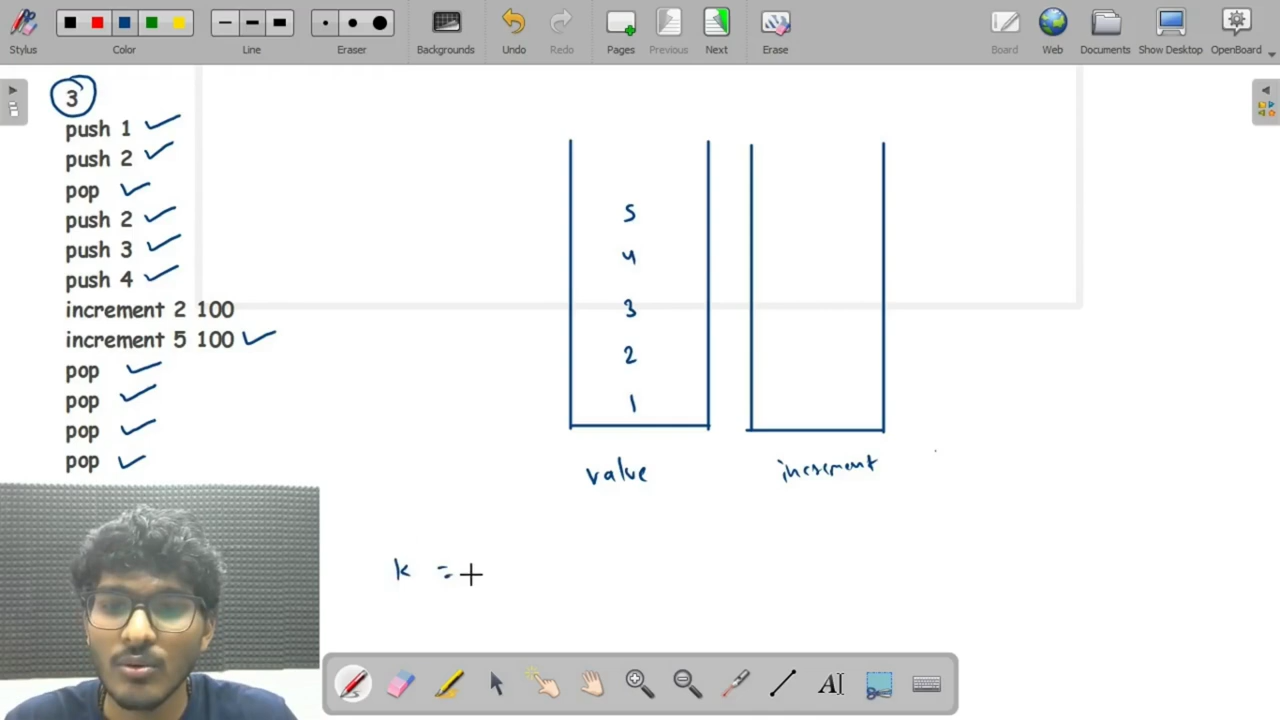 Stylus
Color
Line
Eraser
Backgrounds
Undo
Redo
Pages
Previous
Next
Erase
Board
Web
Documents
Show Desktop
OpenBoard
3
push 1
push 2
pop
push 2
push 3
push 4
increment 2 100
increment 5 100
pop
pop
pop
pop
5
4
3
2
1
value
increment
k =
AI